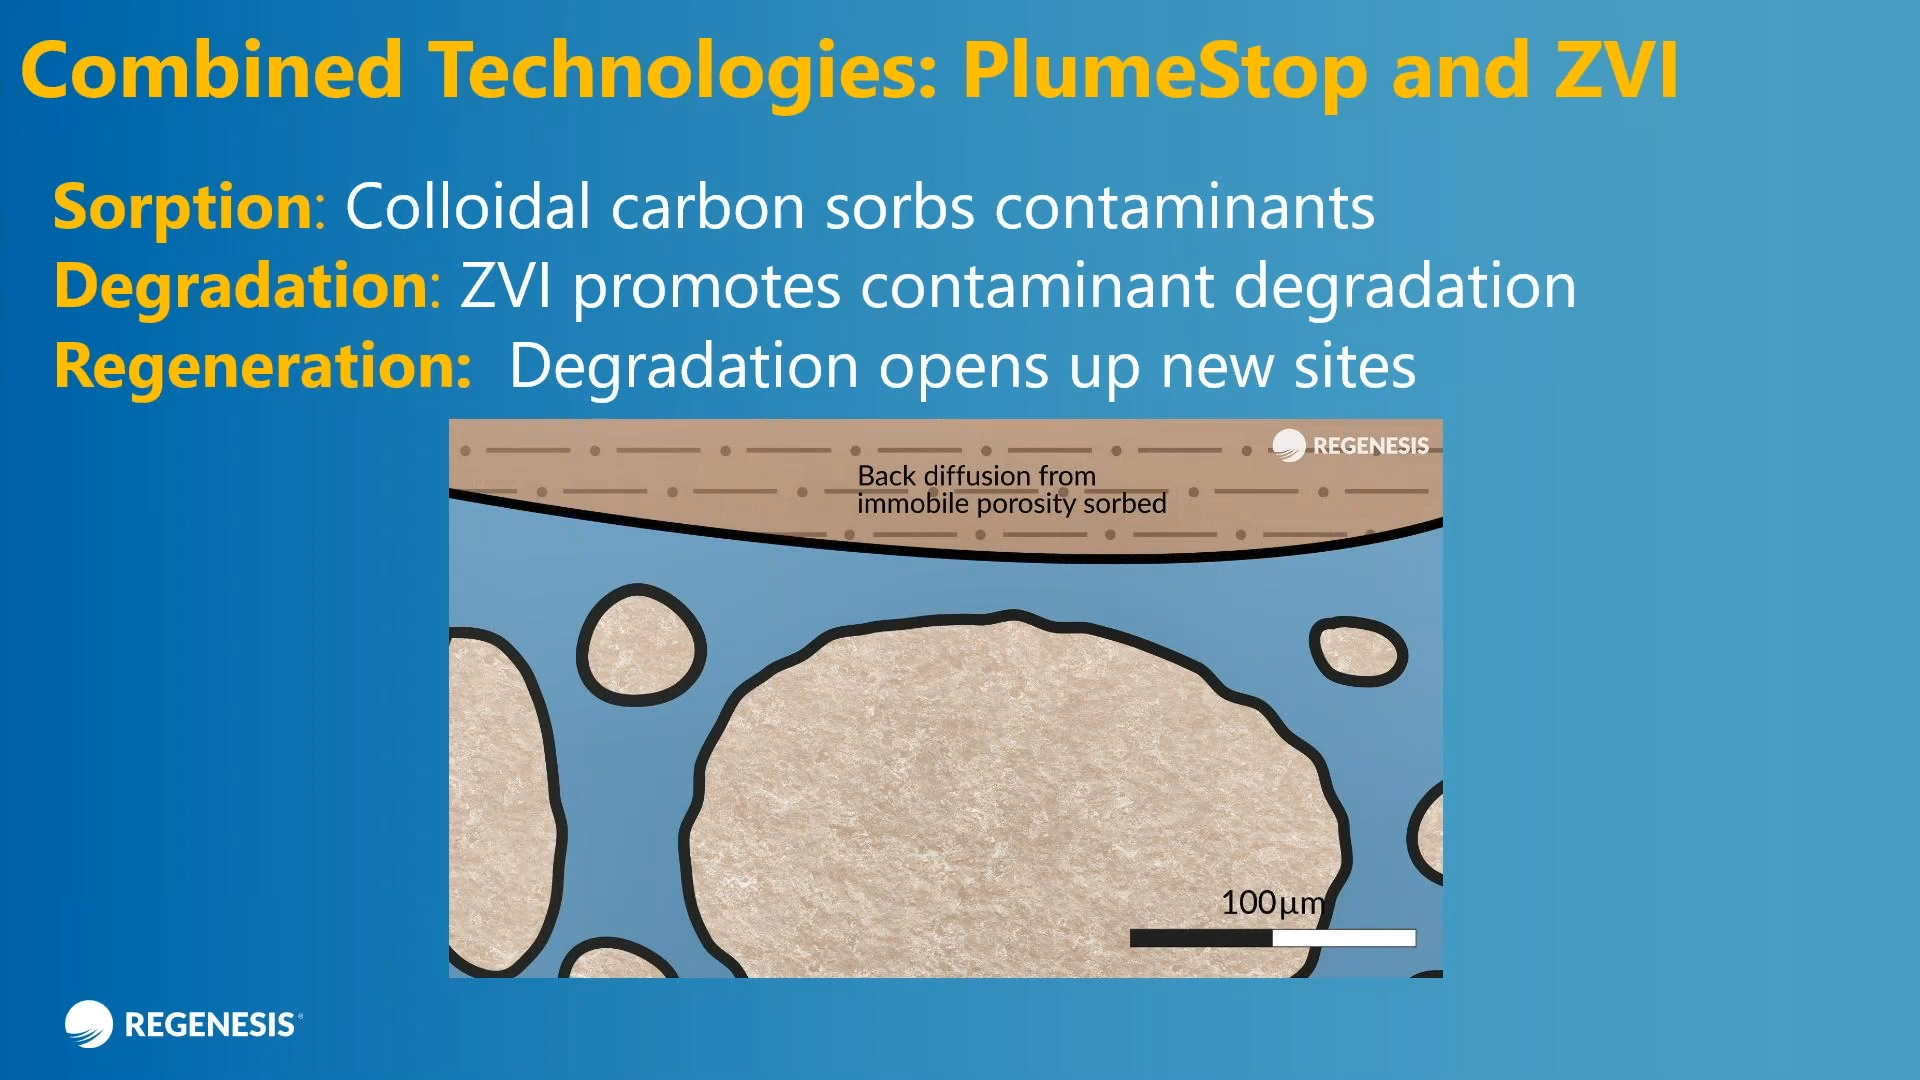 Combined Technologies: PlumeStop and ZVI
Sorption: Colloidal carbon sorbs contaminants
Degradation: ZVI promotes contaminant degradation
Regeneration: Degradation opens up new sites
REGENESIS
Back diffusion from
immobile porosity sorbed
100µm
REGENESIS®